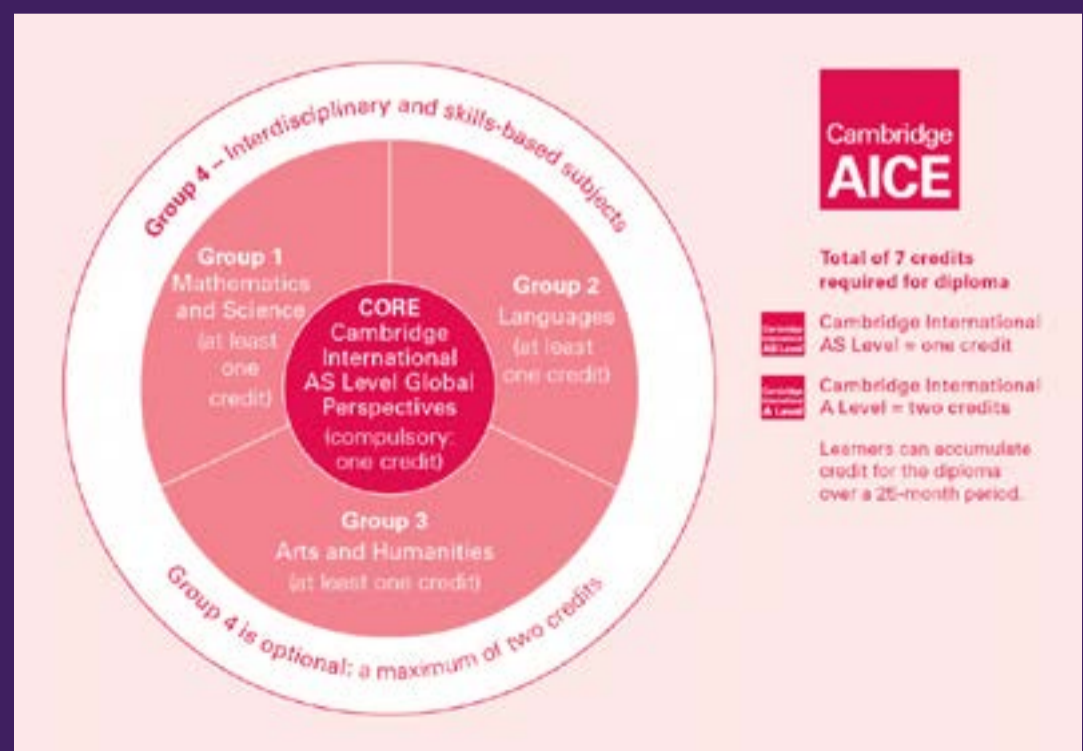 Group 4 – Interdisciplinary and skills-based subjects
Group 1
Mathematics
and Science
(at least
one
credit)
Group 2
Languages
(at least
one credit)
CORE
Cambridge
International
AS Level Global
Perspectives
(compulsory:
one credit)
Group 3
Arts and Humanities
(at least one credit)
Group 4 is optional: a maximum of two credits
Cambridge
AICE
Total of 7 credits
required for diploma
Cambridge International
AS Level = one credit
Cambridge International
A Level = two credits
Learners can accumulate
credit for the diploma
over a 25-month period.